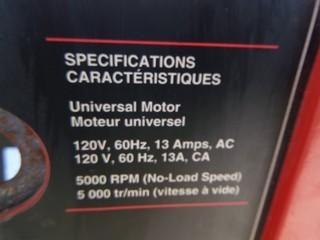 SPECIFICATIONS
CARACTÉRISTIQUES
Universal Motor
Moteur universel
120V, 60Hz, 13 Amps, AC
120 V, 60 Hz, 13A, CA
5000 RPM (No-Load Speed)
5 000 tr/min (vitesse à vide)